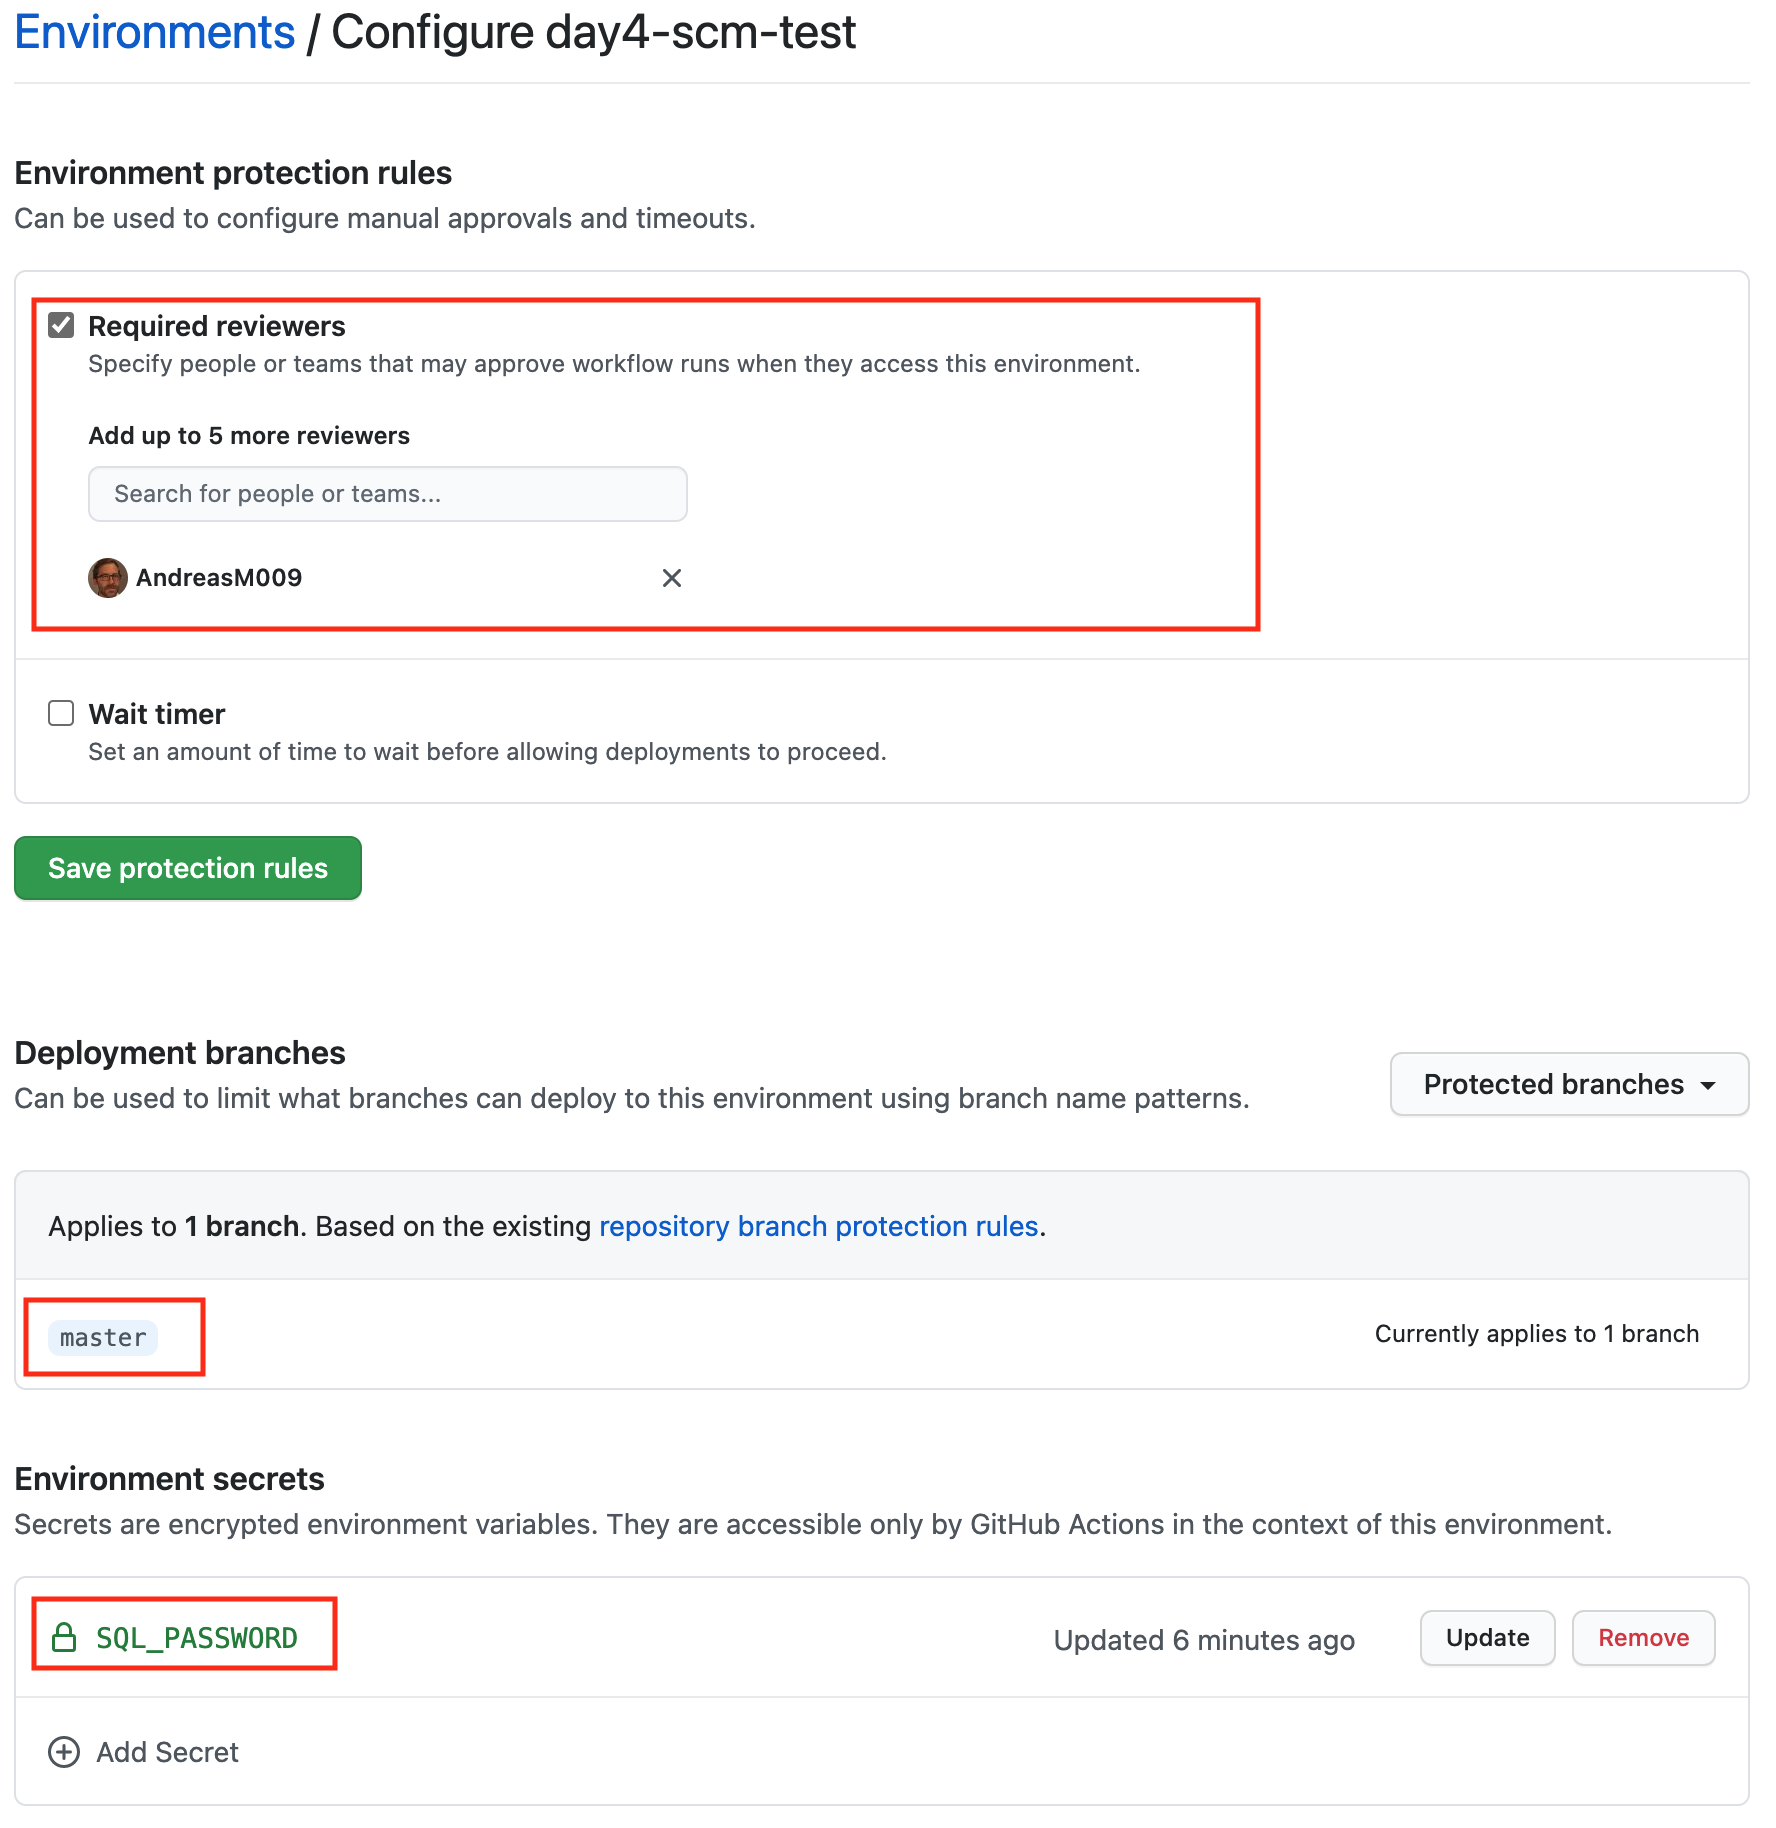 Environments / Configure day4-scm-test
Environment protection rules
Can be used to configure manual approvals and timeouts.
Required reviewers
Specify people or teams that may approve workflow runs when they access this environment.
Add up to 5 more reviewers
Search for people or teams...
AndreasM009
Wait timer
Set an amount of time to wait before allowing deployments to proceed.
Save protection rules
Deployment branches
Can be used to limit what branches can deploy to this environment using branch name patterns.
Protected branches
Applies to 1 branch. Based on the existing repository branch protection rules.
master
Currently applies to 1 branch
Environment secrets
Secrets are encrypted environment variables. They are accessible only by GitHub Actions in the context of this environment.
SQL_PASSWORD
Updated 6 minutes ago
Update
Remove
Add Secret